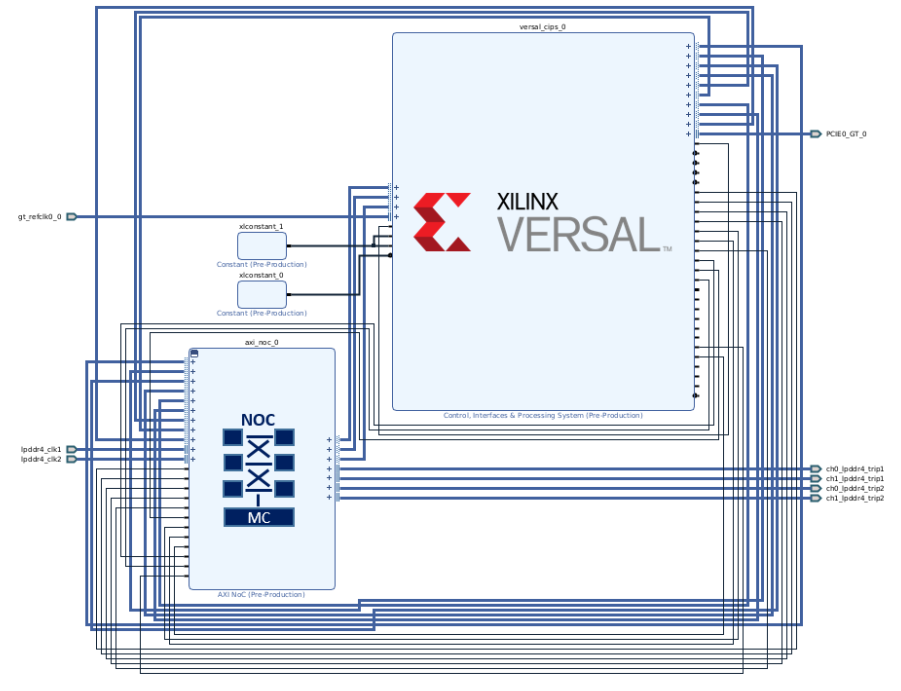 versal_cips_0
XILINX
VERSAL™
PCIE0_GT_0
gt_refclk0_0
xlconstant_1
Constant (Pre-Production)
xlconstant_0
Constant (Pre-Production)
Control, Interfaces & Processing System (Pre-Production)
axi_noc_0
NOC
MC
lpddr4_clk1
lpddr4_clk2
ch0_lpddr4_trip1
ch1_lpddr4_trip1
ch0_lpddr4_trip2
ch1_lpddr4_trip2
AXI NoC (Pre-Production)